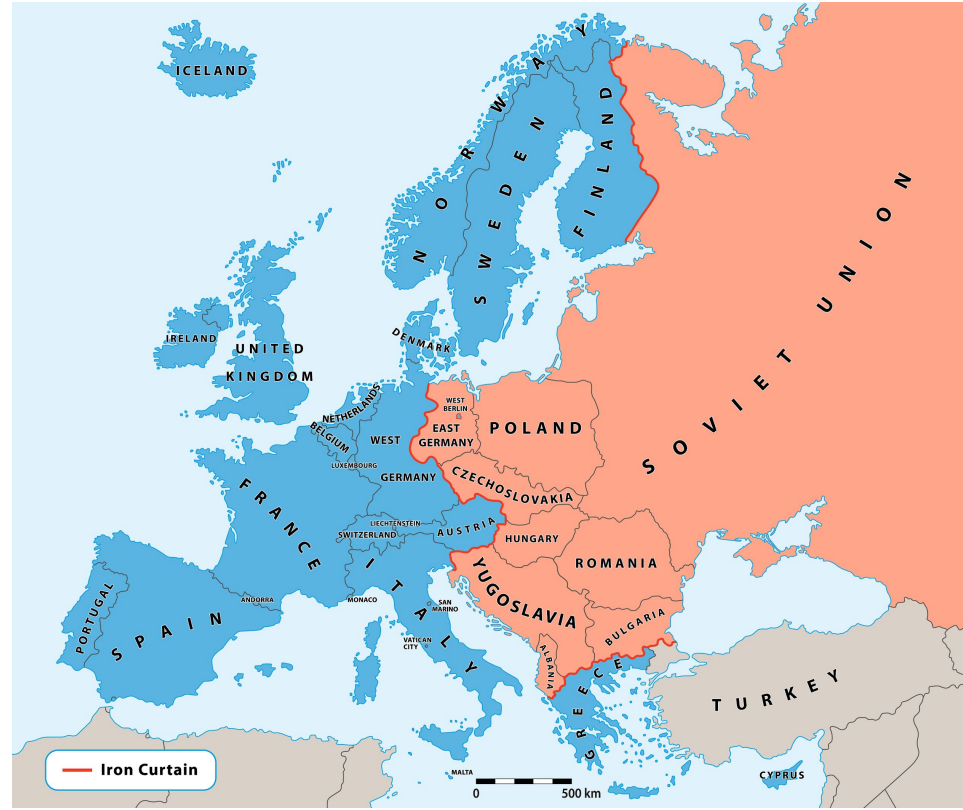 ICELAND
NORWAY
SWEDEN
FINLAND
SOVIET UNION
IRELAND
UNITED
KINGDOM
DENMARK
NETHERLANDS
BELGIUM
LUXEMBOURG
WEST
GERMANY
WEST
BERLIN
EAST
GERMANY
POLAND
CZECHOSLOVAKIA
FRANCE
LIECHTENSTEIN
SWITZERLAND
AUSTRIA
HUNGARY
ROMANIA
YUGOSLAVIA
BULGARIA
ALBANIA
PORTUGAL
SPAIN
ANDORRA
MONACO
ITALY
SAN
MARINO
VATICAN
CITY
GREECE
TURKEY
MALTA
CYPRUS
Iron Curtain
0 500 km